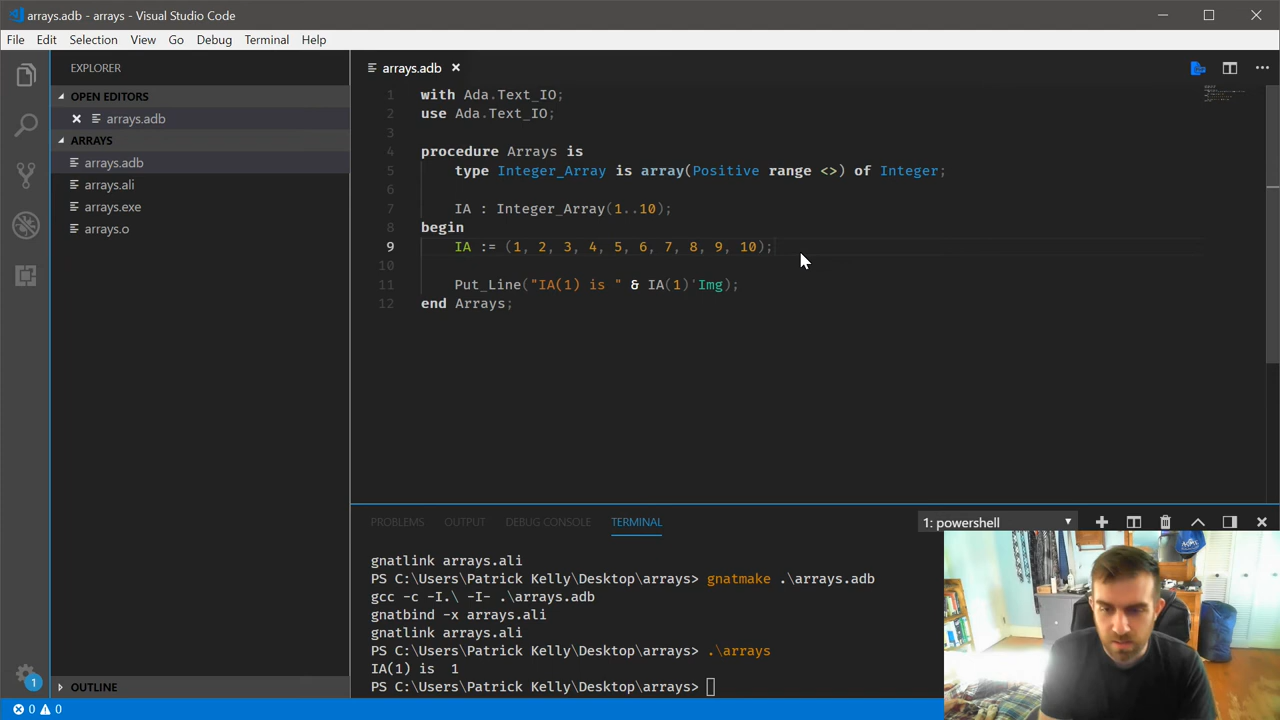 arrays.adb - arrays - Visual Studio Code
File Edit Selection View Go Debug Terminal Help
EXPLORER
OPEN EDITORS
arrays.adb
ARRAYS
arrays.adb
arrays.ali
arrays.exe
arrays.o
OUTLINE
1
arrays.adb
1 with Ada.Text_IO;
2 use Ada.Text_IO;
3
4 procedure Arrays is
5 type Integer_Array is array(Positive range <>) of Integer;
6
7 IA : Integer_Array(1..10);
8 begin
9 IA := (1, 2, 3, 4, 5, 6, 7, 8, 9, 10);
10
11 Put_Line("IA(1) is " & IA(1)'Img);
12 end Arrays;
PROBLEMS OUTPUT DEBUG CONSOLE TERMINAL 1: powershell
gnatlink arrays.ali
PS C:\Users\Patrick Kelly\Desktop\arrays> gnatmake .\arrays.adb
gcc -c -I.\ -I- .\arrays.adb
gnatbind -x arrays.ali
gnatlink arrays.ali
PS C:\Users\Patrick Kelly\Desktop\arrays> .\arrays
IA(1) is  1
PS C:\Users\Patrick Kelly\Desktop\arrays>
0 0